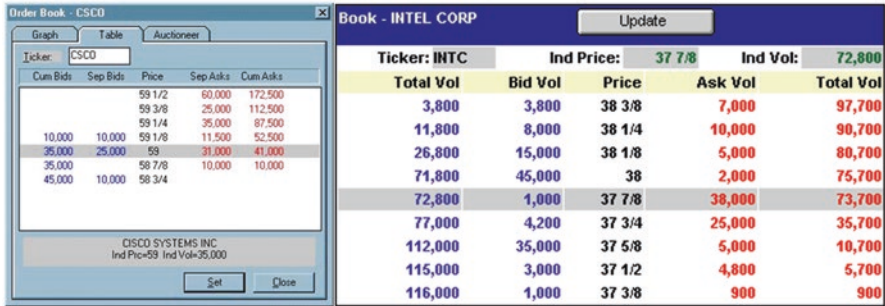 Order Book - CSCO
Graph Table Auctioneer
Ticker: CSCO
Cum Bids Sep Bids Price Sep Asks Cum Asks
59 1/2 60,000 172,500
59 3/8 25,000 112,500
59 1/4 35,000 87,500
10,000 10,000 59 1/8 11,500 52,500
35,000 25,000 59 31,000 41,000
35,000 58 7/8 10,000 10,000
45,000 10,000 58 3/4
CISCO SYSTEMS INC
Ind Prc=59 Ind Vol=35,000
Set Close
Book - INTEL CORP Update
Ticker: INTC Ind Price: 37 7/8 Ind Vol: 72,800
Total Vol Bid Vol Price Ask Vol Total Vol
3,800 3,800 38 3/8 7,000 97,700
11,800 8,000 38 1/4 10,000 90,700
26,800 15,000 38 1/8 5,000 80,700
71,800 45,000 38 2,000 75,700
72,800 1,000 37 7/8 38,000 73,700
77,000 4,200 37 3/4 25,000 35,700
112,000 35,000 37 5/8 5,000 10,700
115,000 3,000 37 1/2 4,800 5,700
116,000 1,000 37 3/8 900 900